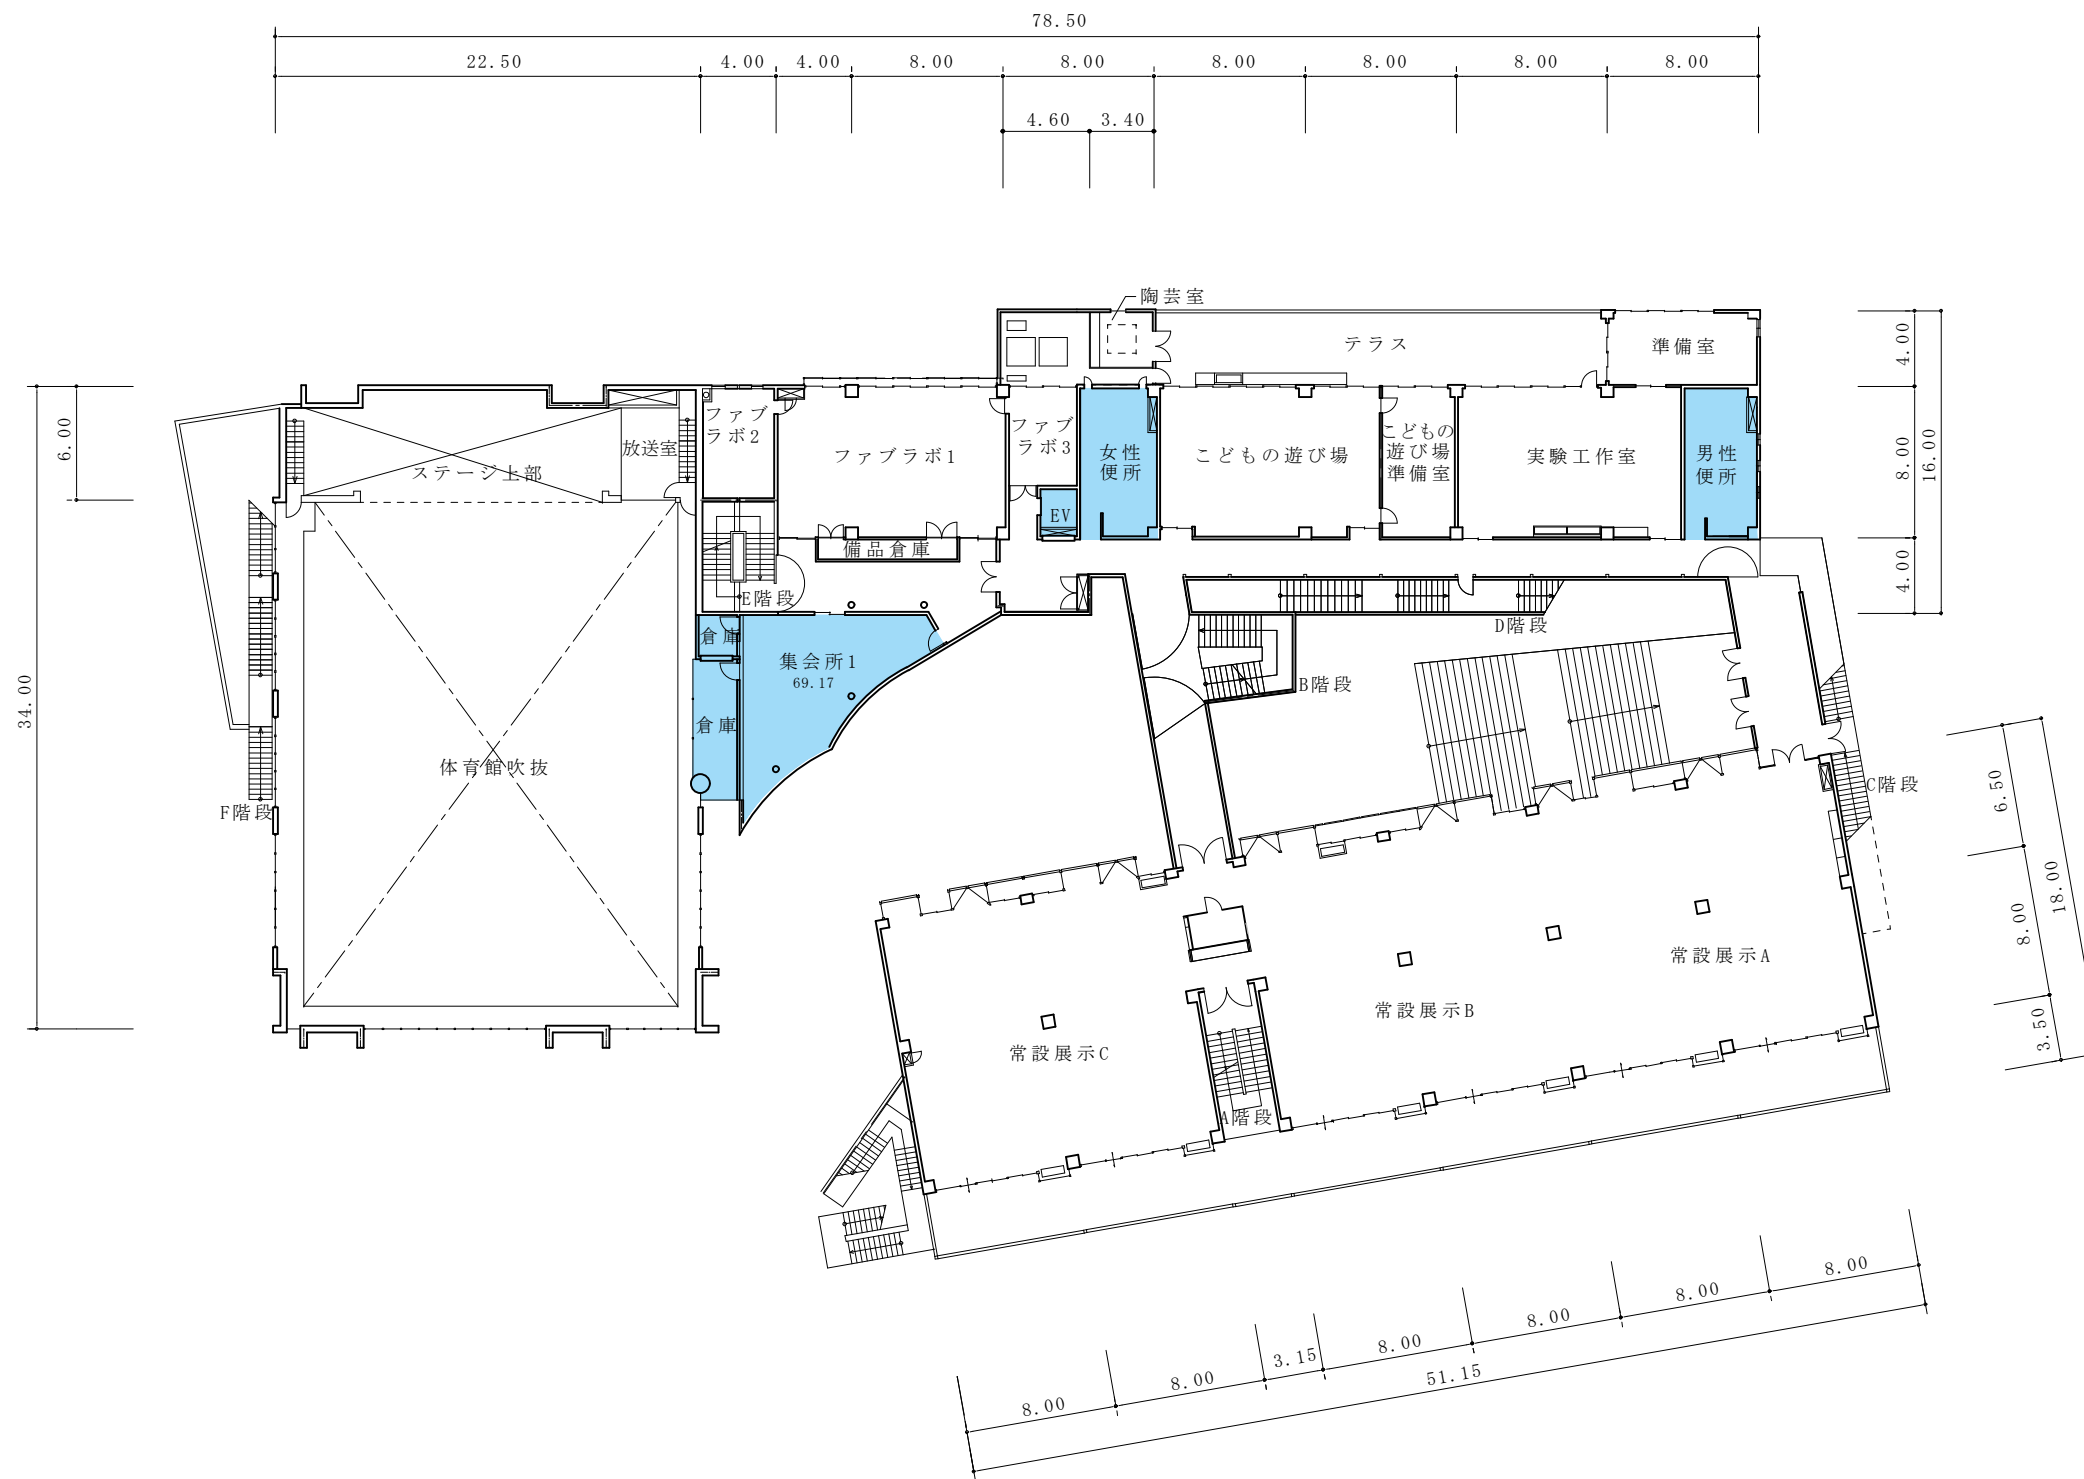 78.50
22.50
4.00
4.00
8.00
8.00
8.00
8.00
8.00
8.00
4.60
3.40
陶芸室
テラス
準備室
4.00
8.00
16.00
4.00
6.00
34.00
ファブ
ラボ2
放送室
ステージ上部
ファブラボ1
ファブ
ラボ3
女性
便所
EV
こどもの遊び場
こどもの
遊び場
準備室
実験工作室
男性
便所
備品倉庫
E階段
D階段
倉庫
集会所1
69.17
倉庫
B階段
体育館吹抜
F階段
C階段
6.50
8.00
18.00
3.50
常設展示A
常設展示B
常設展示C
A階段
8.00
8.00
3.15
8.00
8.00
8.00
8.00
51.15